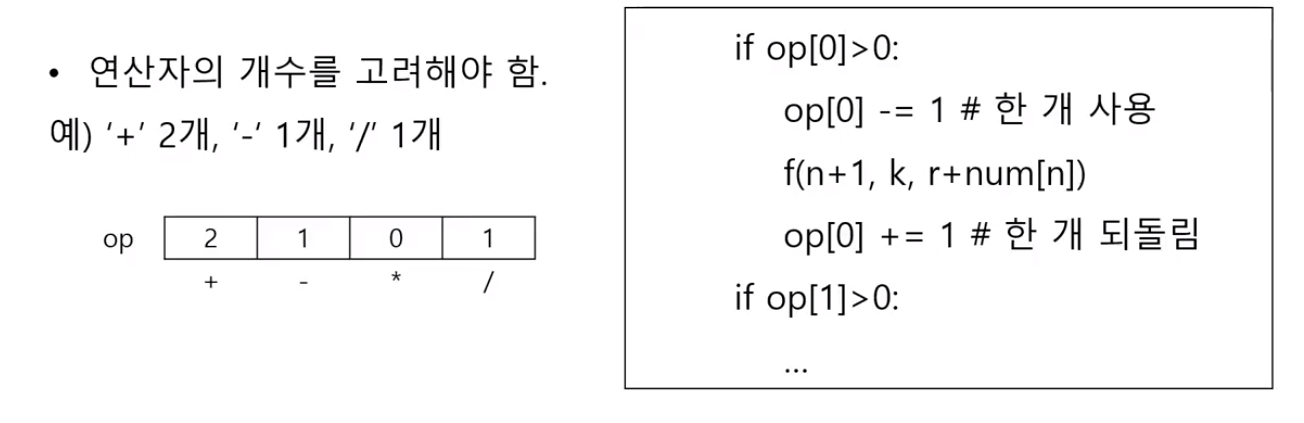 • 연산자의 개수를 고려해야 함.
예) ‘+’ 2개, ‘-’ 1개, ‘/’ 1개
op 2 1 0 1
+ - * /
if op[0]>0:
op[0] -= 1 # 한 개 사용
f(n+1, k, r+num[n])
op[0] += 1 # 한 개 되돌림
if op[1]>0:
...